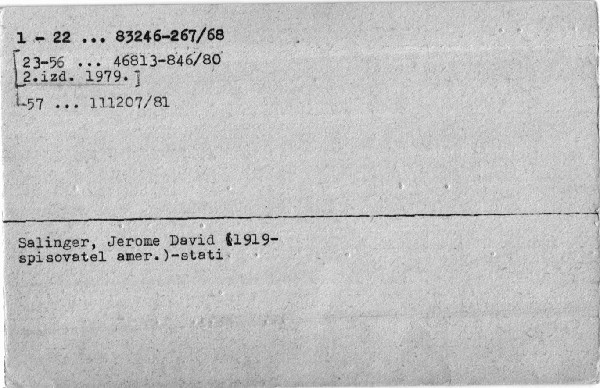 1 - 22 ... 83246-267/68
[23-56 ... 46813-846/80
2.izd. 1979.]
57 ... 111207/81
Salinger, Jerome David (1919-
spisovatel amer.)-stati